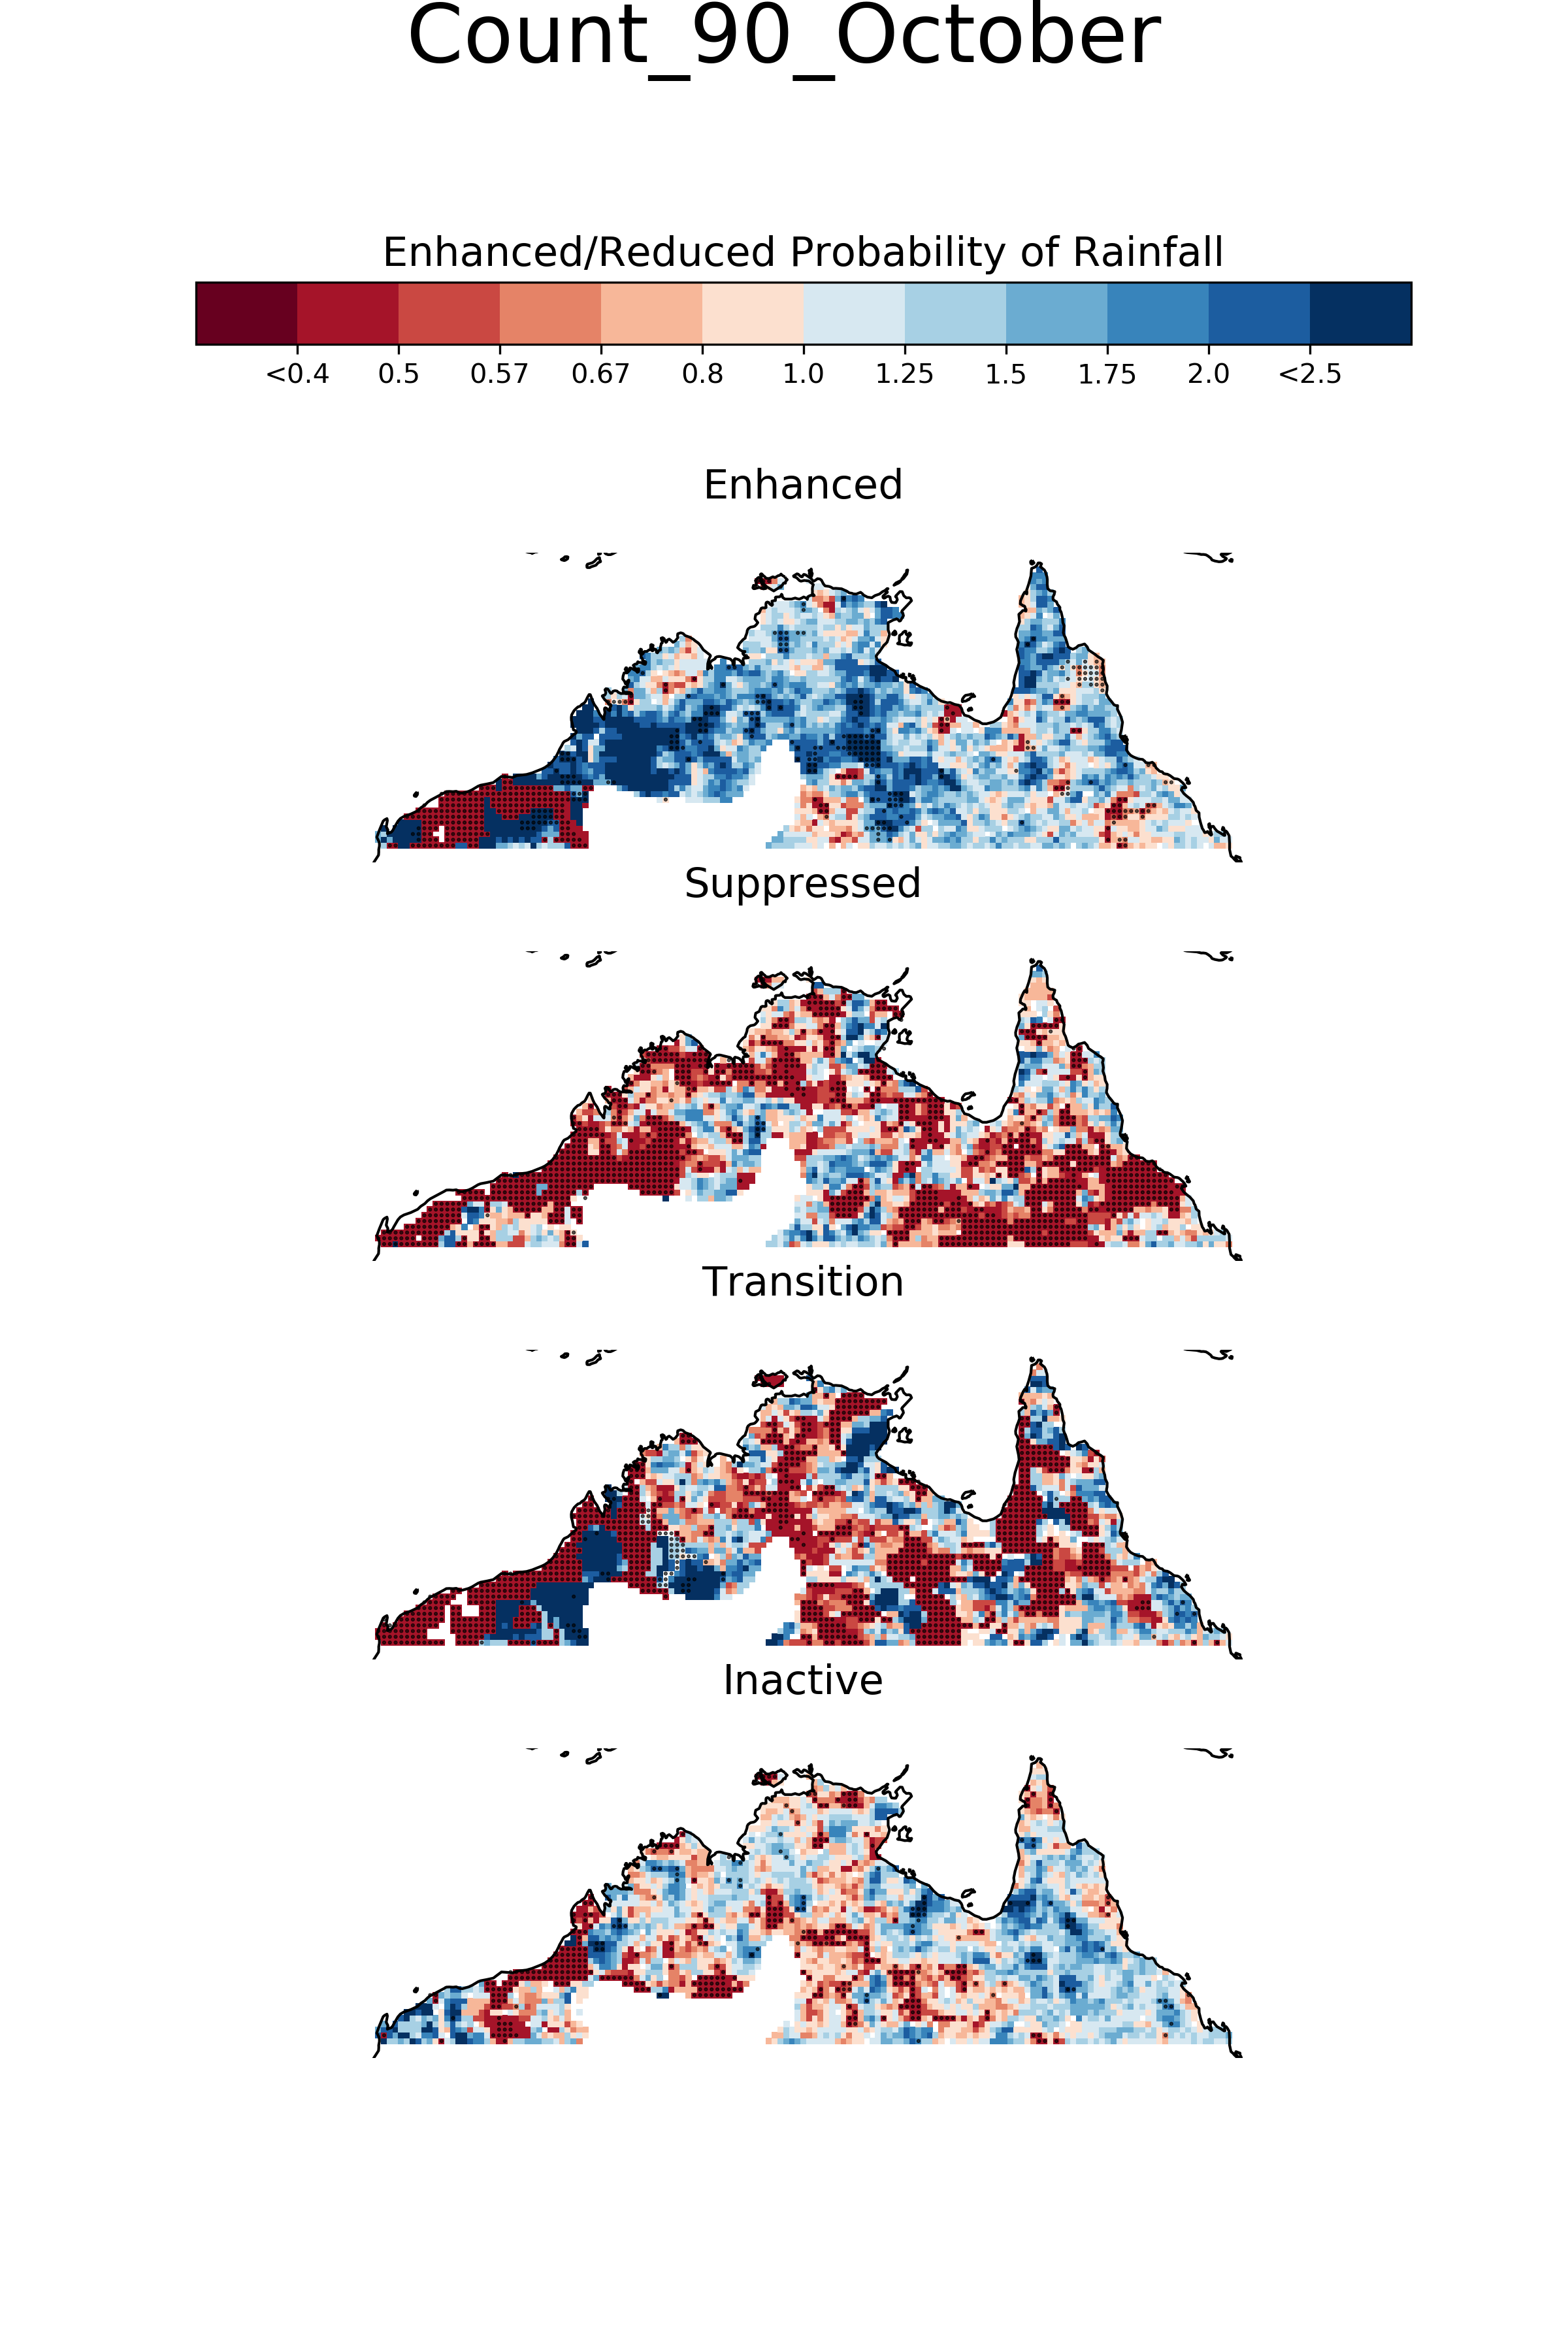 Count_90_October
Enhanced/Reduced Probability of Rainfall
<0.4 0.5 0.57 0.67 0.8 1.0 1.25 1.5 1.75 2.0 <2.5
Enhanced
Suppressed
Transition
Inactive